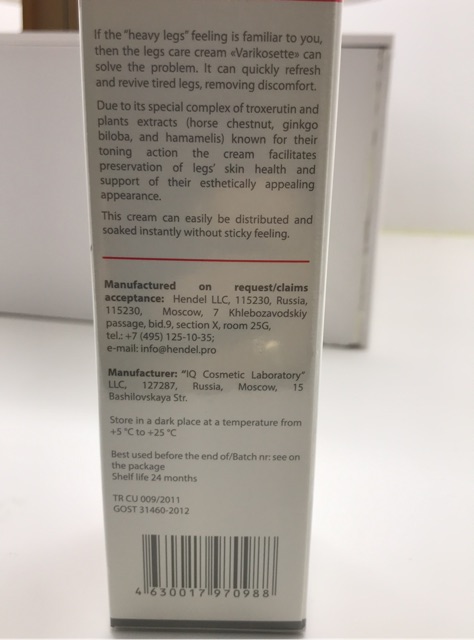 If the "heavy legs" feeling is familiar to you,
then the legs care cream «Varikosette» can
solve the problem. It can quickly refresh
and revive tired legs, removing discomfort.
Due to its special complex of troxerutin and
plants extracts (horse chestnut, ginkgo
biloba, and hamamelis) known for their
toning action the cream facilitates
preservation of legs' skin health and
support of their esthetically appealing
appearance.
This cream can easily be distributed and
soaked instantly without sticky feeling.
Manufactured on request/claims
acceptance: Hendel LLC, 115230, Russia,
115230, Moscow, 7 Khlebozavodskiy
passage, bid.9, section X, room 25G,
tel.: +7 (495) 125-10-35;
e-mail: info@hendel.pro
Manufacturer: "IQ Cosmetic Laboratory"
LLC, 127287, Russia, Moscow, 15
Bashilovskaya Str.
Store in a dark place at a temperature from
+5 °C to +25 °C
Best used before the end of/Batch nr: see on
the package
Shelf life 24 months
TR CU 009/2011
GOST 31460-2012
4 630017 970988